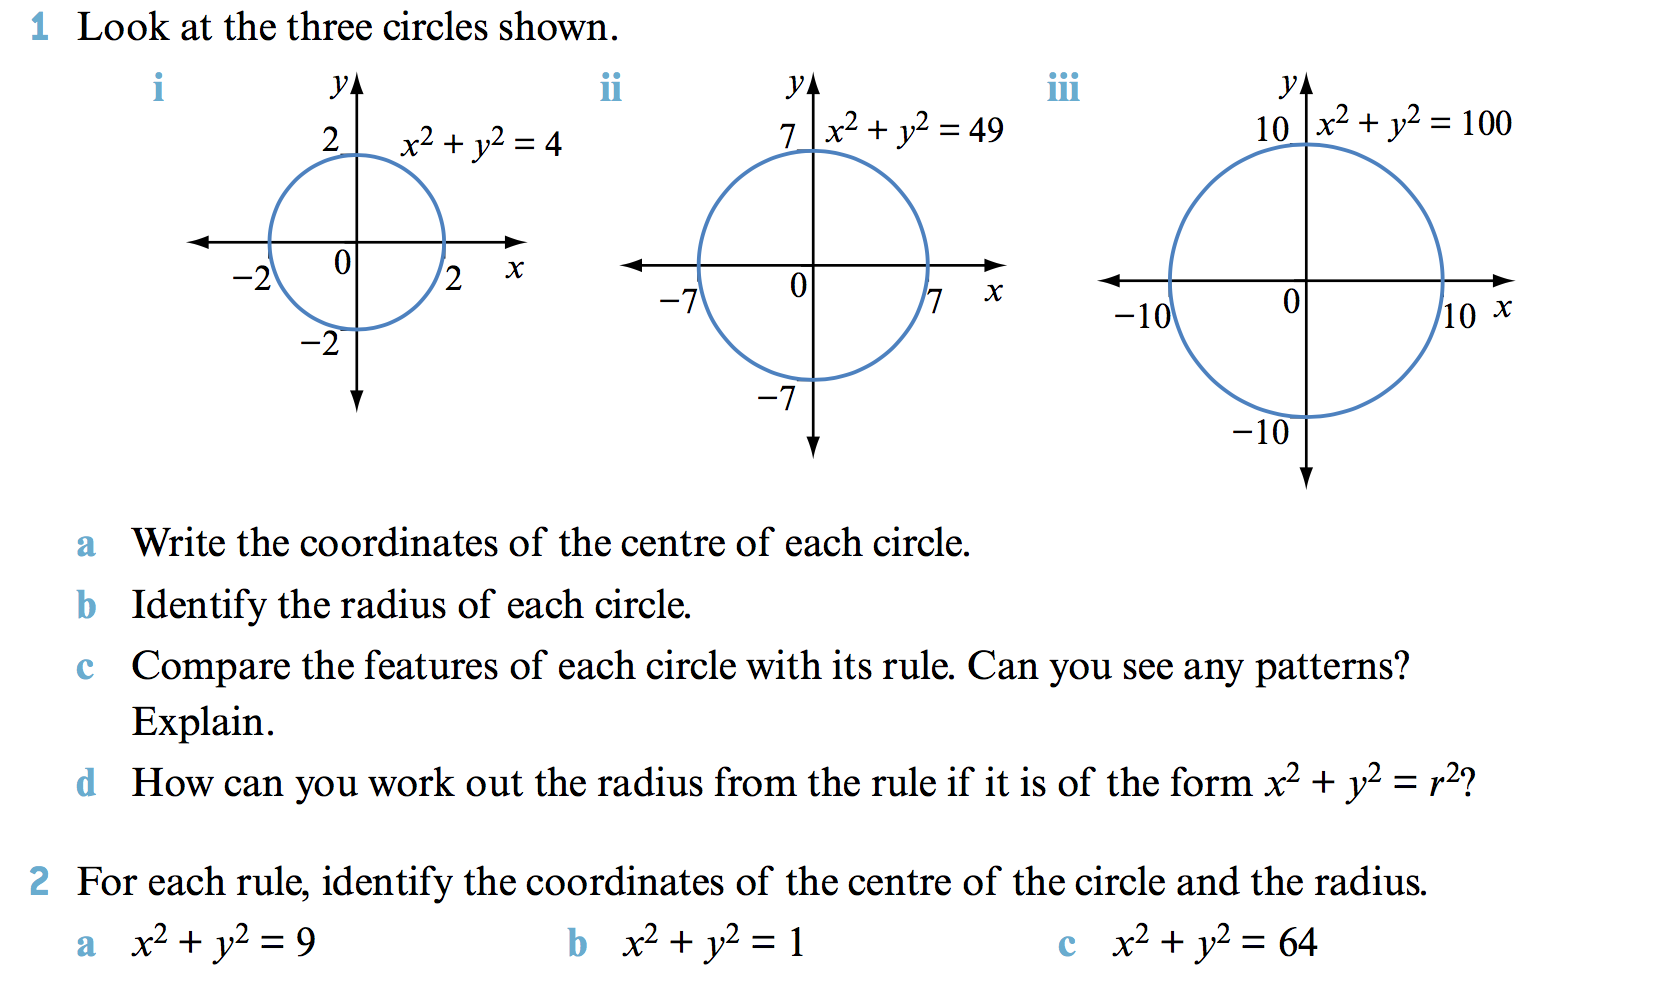 1 Look at the three circles shown.
i
y
2
x² + y² = 4
−2
0
2
x
−2
ii
y
7
x² + y² = 49
−7
0
7
x
−7
iii
y
10
x² + y² = 100
−10
0
10
x
−10
a Write the coordinates of the centre of each circle.
b Identify the radius of each circle.
c Compare the features of each circle with its rule. Can you see any patterns?
Explain.
d How can you work out the radius from the rule if it is of the form x² + y² = r²?
2 For each rule, identify the coordinates of the centre of the circle and the radius.
a x² + y² = 9 b x² + y² = 1 c x² + y² = 64